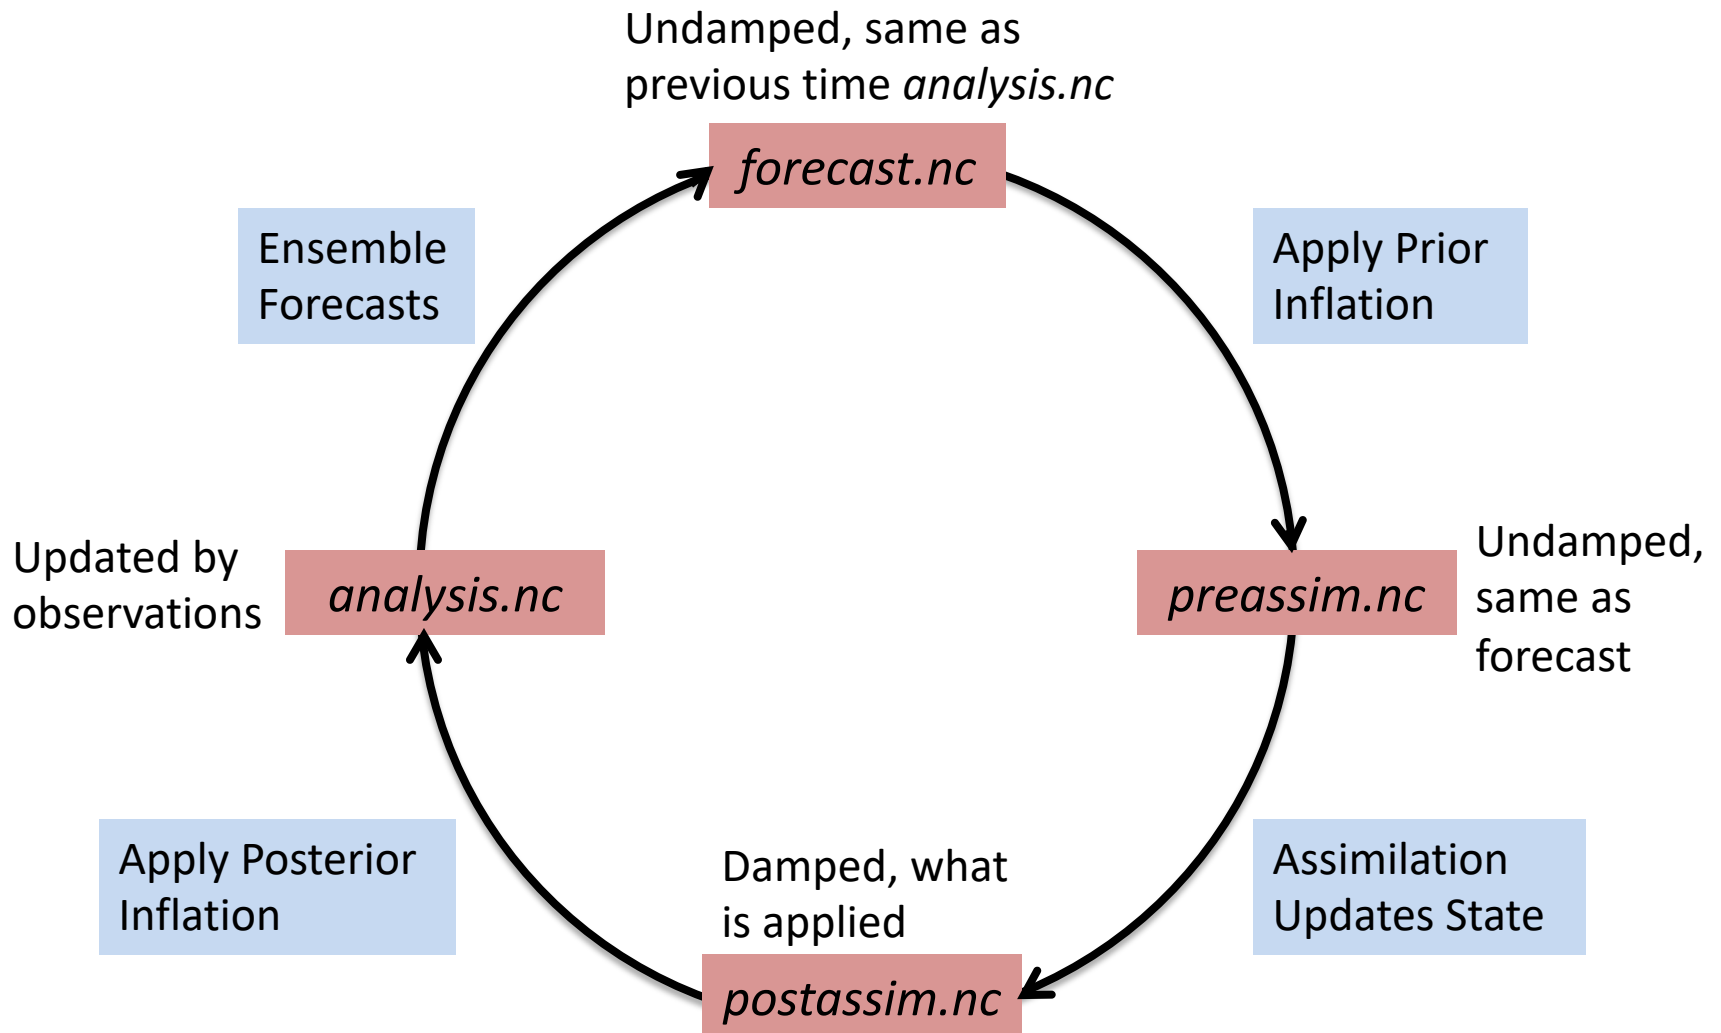 Undamped, same as
previous time analysis.nc
forecast.nc
Ensemble
Forecasts
Apply Prior
Inflation
Updated by
observations
analysis.nc
preassim.nc
Undamped,
same as
forecast
Apply Posterior
Inflation
Damped, what
is applied
postassim.nc
Assimilation
Updates State